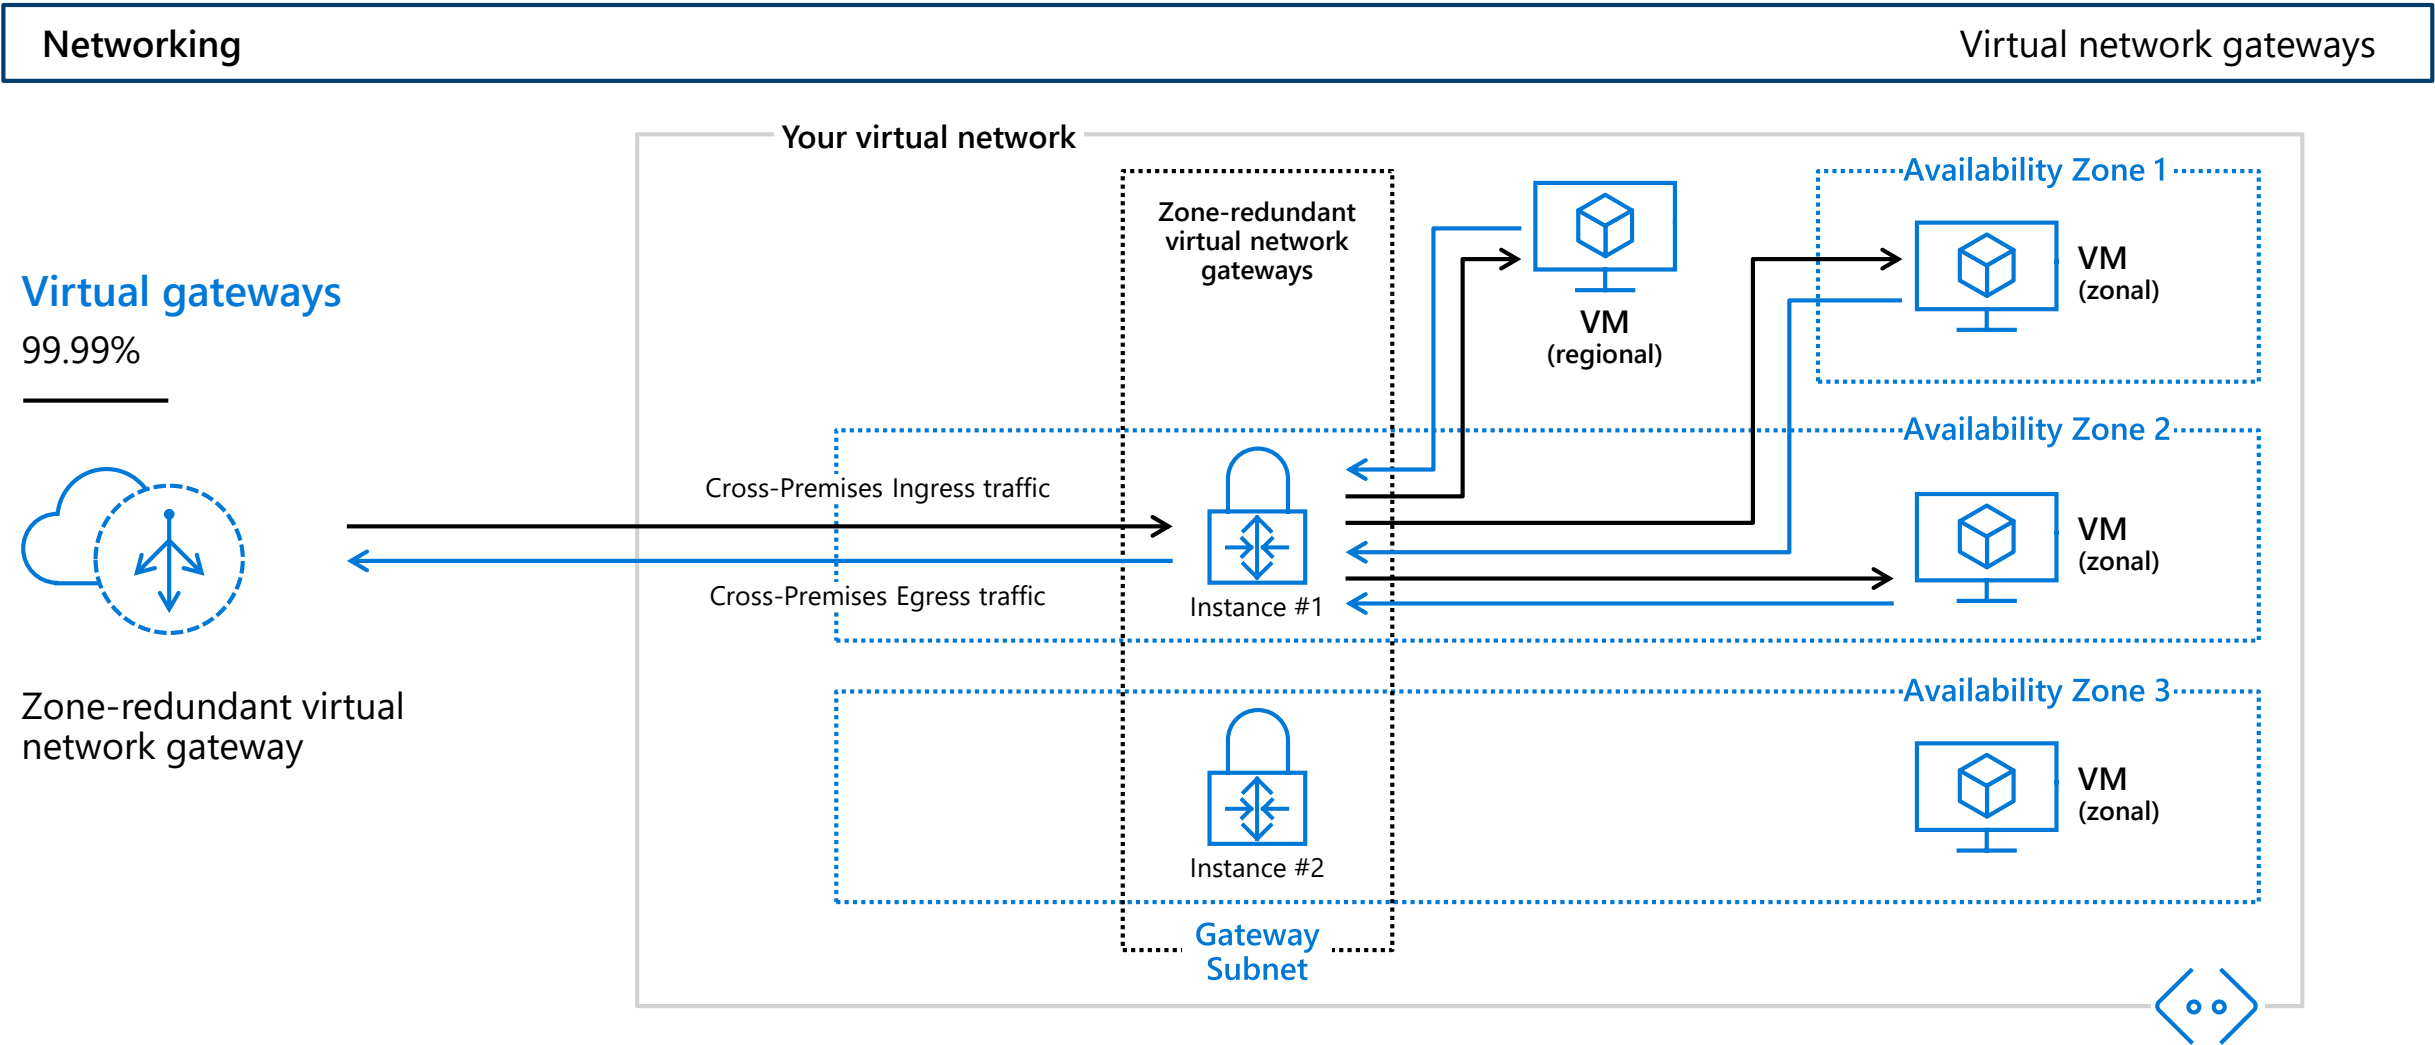 Networking
Virtual network gateways
Your virtual network
Virtual gateways
99.99%
Zone-redundant virtual
network gateway
Cross-Premises Ingress traffic
Cross-Premises Egress traffic
Zone-redundant
virtual network
gateways
Instance #1
Instance #2
Gateway
Subnet
VM
(regional)
Availability Zone 1
VM
(zonal)
Availability Zone 2
VM
(zonal)
Availability Zone 3
VM
(zonal)